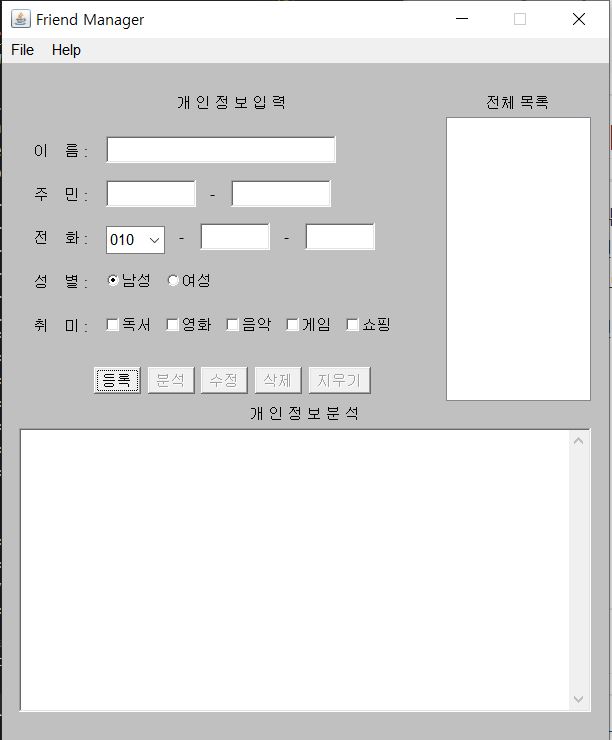 Friend Manager
File Help
개 인 정 보 입 력
전체 목록
이 름 :
주 민 : -
전 화 : 010 - -
성 별 : 남성 여성
취 미 : 독서 영화 음악 게임 쇼핑
등록 분석 수정 삭제 지우기
개 인 정 보 분 석